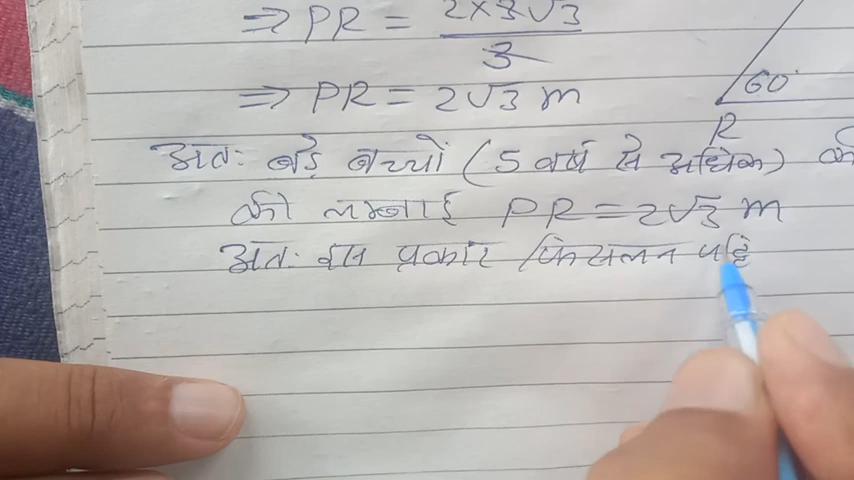 ⇒ PR = 2×3√3 / 3
60°
⇒ PR = 2√3 m
R
अतः बड़े बच्चों (5 वर्ष से अधिक)
की लम्बाई PR = 2√3 m
अतः इस प्रकार फिसलन पट्टि